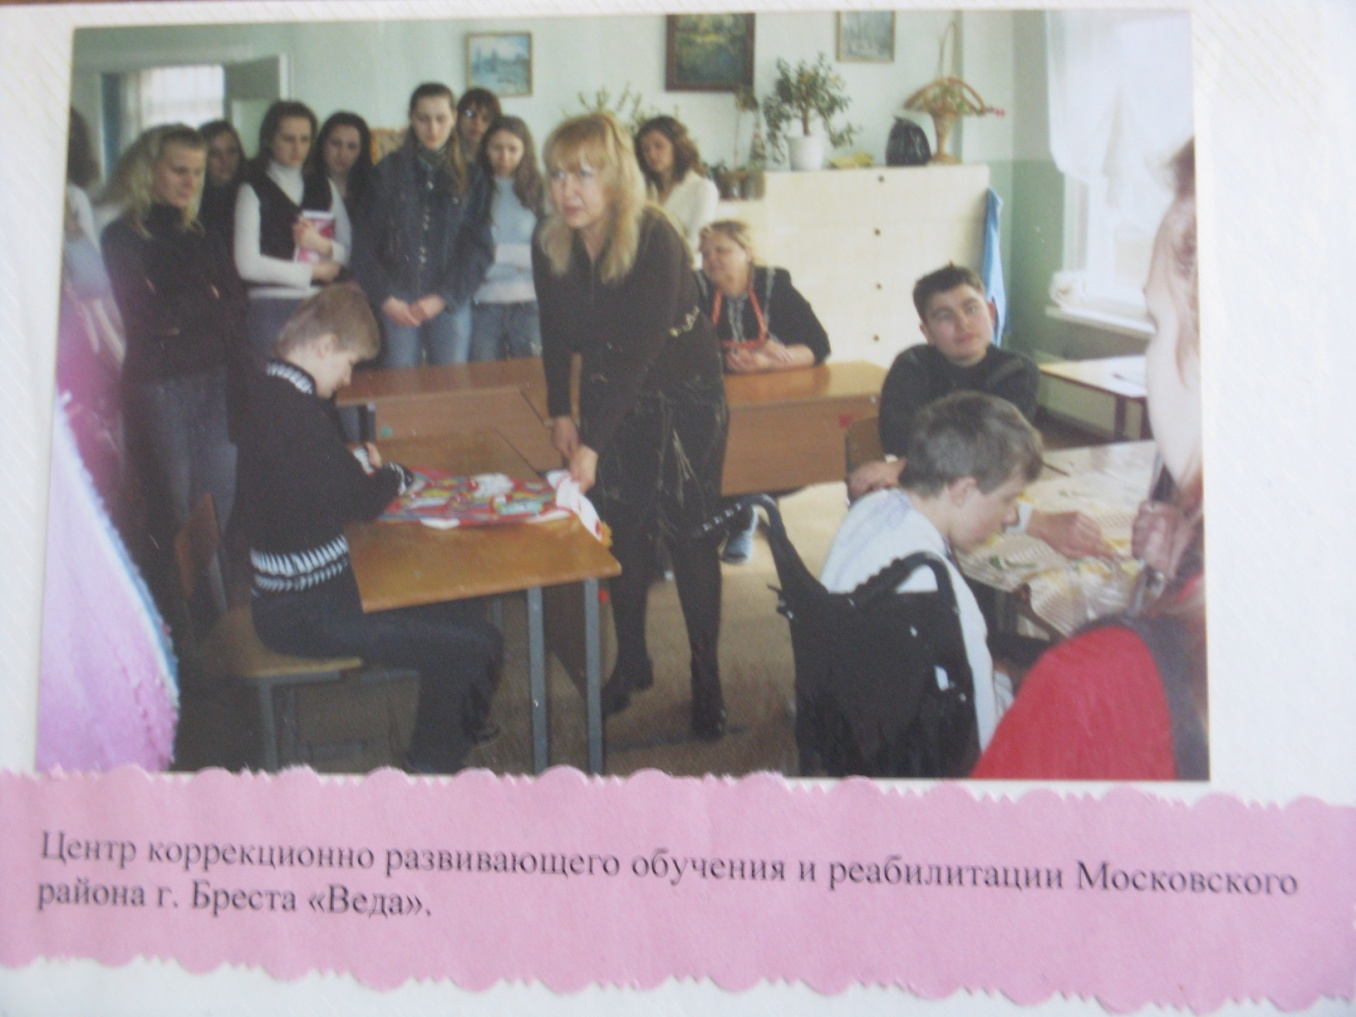 Центр коррекционно развивающего обучения и реабилитации Московского
района г. Бреста «Веда».